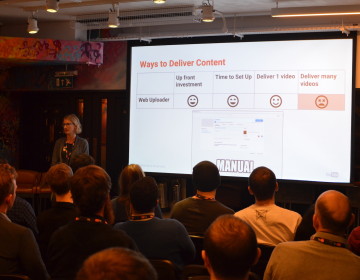 Ways to Deliver Content
Up front investment
Time to Set Up
Deliver 1 video
Deliver many videos
Web Uploader
MANUAL